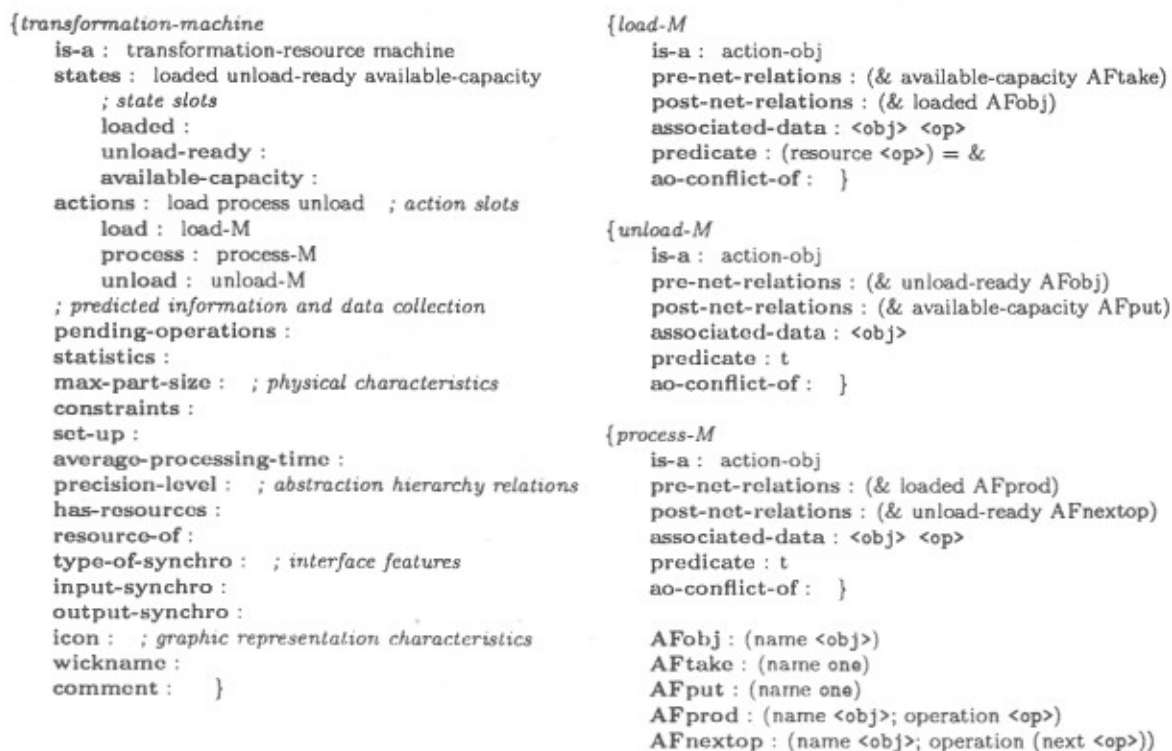 {transformation-machine
is-a : transformation-resource machine
states : loaded unload-ready available-capacity
; state slots
loaded :
unload-ready :
available-capacity :
actions : load process unload ; action slots
load : load-M
process : process-M
unload : unload-M
; predicted information and data collection
pending-operations :
statistics :
max-part-size : ; physical characteristics
constraints :
set-up :
average-processing-time :
precision-level : ; abstraction hierarchy relations
has-resources :
resource-of :
type-of-synchro : ; interface features
input-synchro :
output-synchro :
icon : ; graphic representation characteristics
wickname :
comment : }
{load-M
is-a : action-obj
pre-net-relations : (& available-capacity AFtake)
post-net-relations : (& loaded AFobj)
associated-data : <obj> <op>
predicate : (resource <op>) = &
ao-conflict-of : }
{unload-M
is-a : action-obj
pre-net-relations : (& unload-ready AFobj)
post-net-relations : (& available-capacity AFput)
associated-data : <obj>
predicate : t
ao-conflict-of : }
{process-M
is-a : action-obj
pre-net-relations : (& loaded AFprod)
post-net-relations : (& unload-ready AFnextop)
associated-data : <obj> <op>
predicate : t
ao-conflict-of : }
AFobj : (name <obj>)
AFtake : (name one)
AFput : (name one)
AFprod : (name <obj>; operation <op>)
AFnextop : (name <obj>; operation (next <op>))